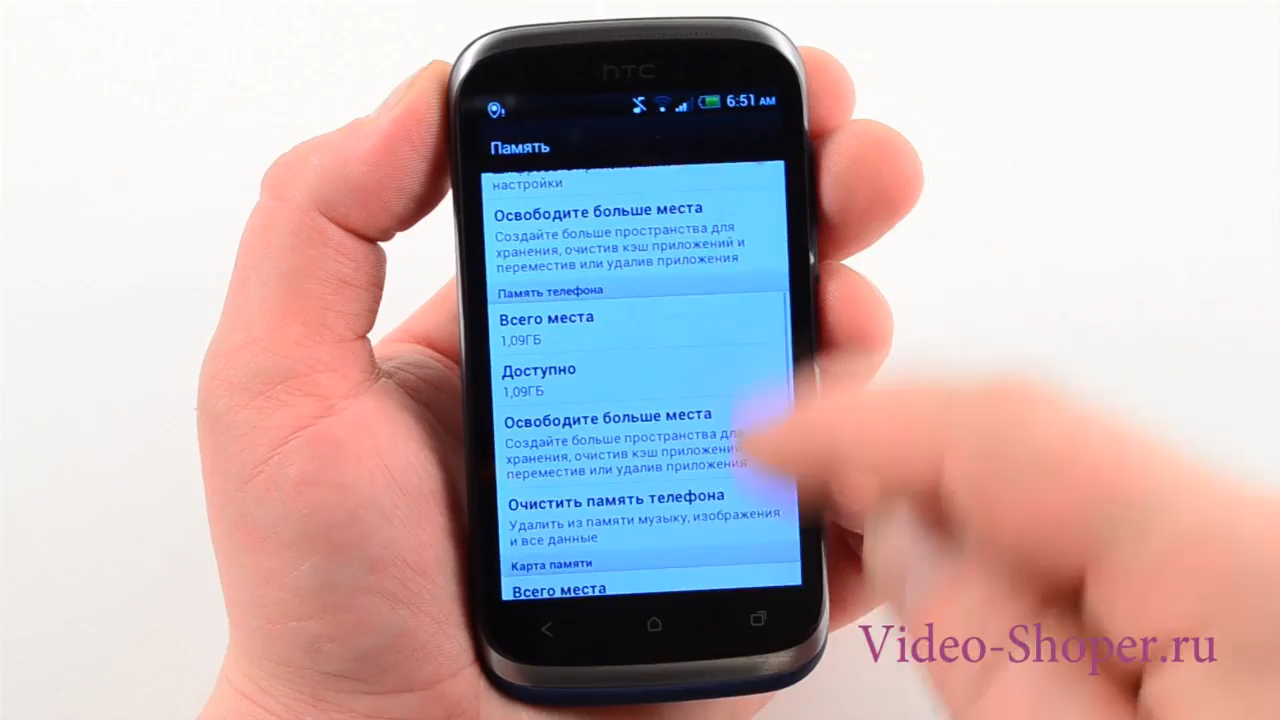 hTC
6:51 AM
Память
настройки
Освободите больше места
Создайте больше пространства для
хранения, очистив кэш приложений и
переместив или удалив приложения
Память телефона
Всего места
1,09ГБ
Доступно
1,09ГБ
Освободите больше места
Создайте больше пространства для
хранения, очистив кэш приложений
переместив или удалив приложения
Очистить память телефона
Удалить из памяти музыку, изображения
и все данные
Карта памяти
Всего места
Video-Shoper.ru